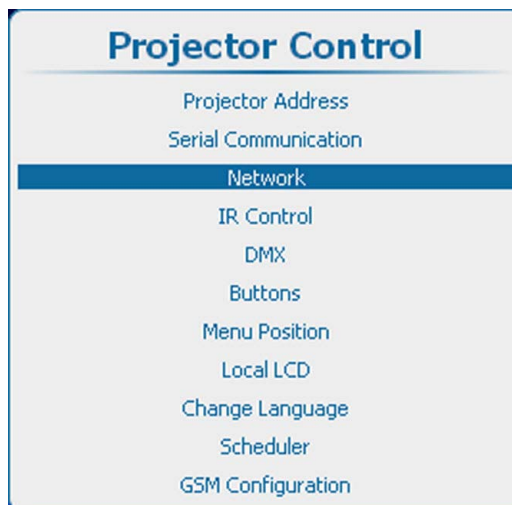 Projector Control
Projector Address
Serial Communication
Network
IR Control
DMX
Buttons
Menu Position
Local LCD
Change Language
Scheduler
GSM Configuration